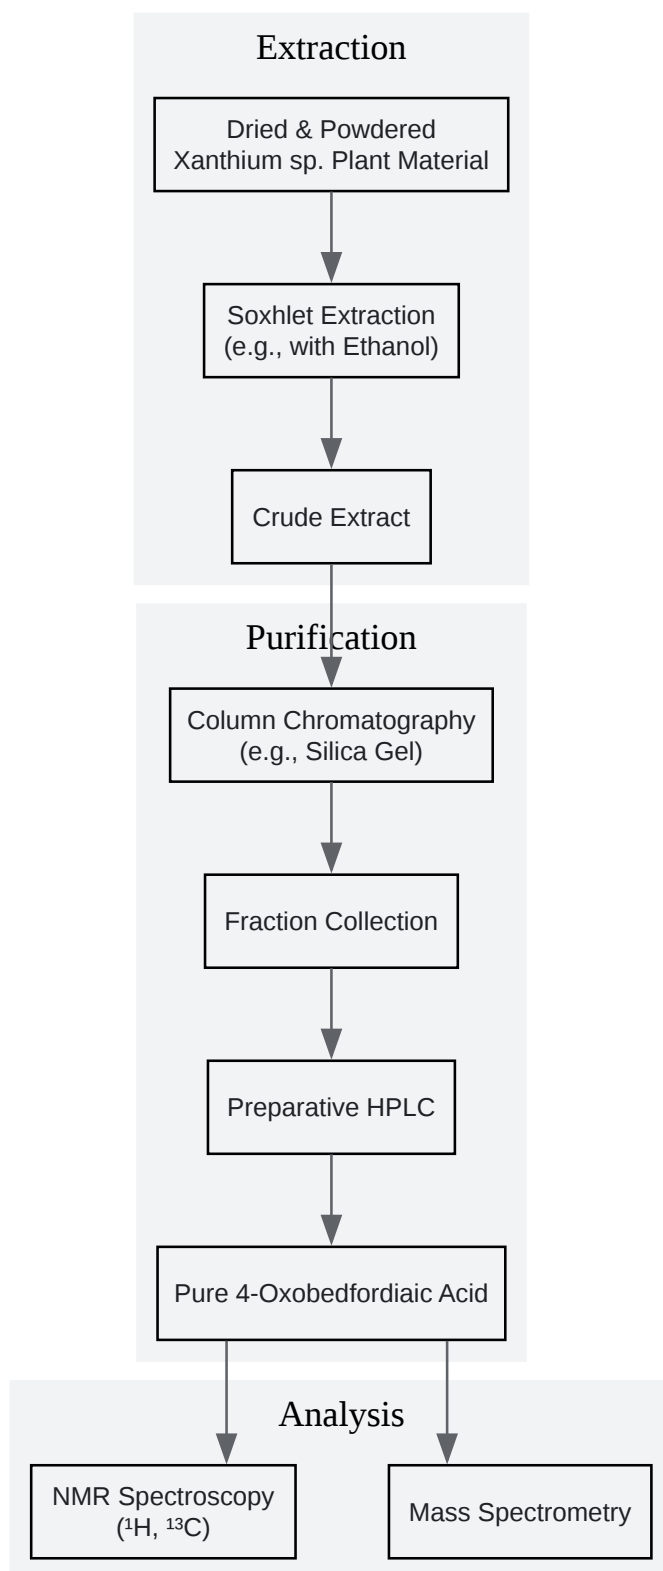 Extraction
Dried & Powdered
Xanthium sp. Plant Material
Soxhlet Extraction
(e.g., with Ethanol)
Crude Extract
Purification
Column Chromatography
(e.g., Silica Gel)
Fraction Collection
Preparative HPLC
Pure 4-Oxobedfordiaic Acid
Analysis
NMR Spectroscopy
(¹H, ¹³C)
Mass Spectrometry